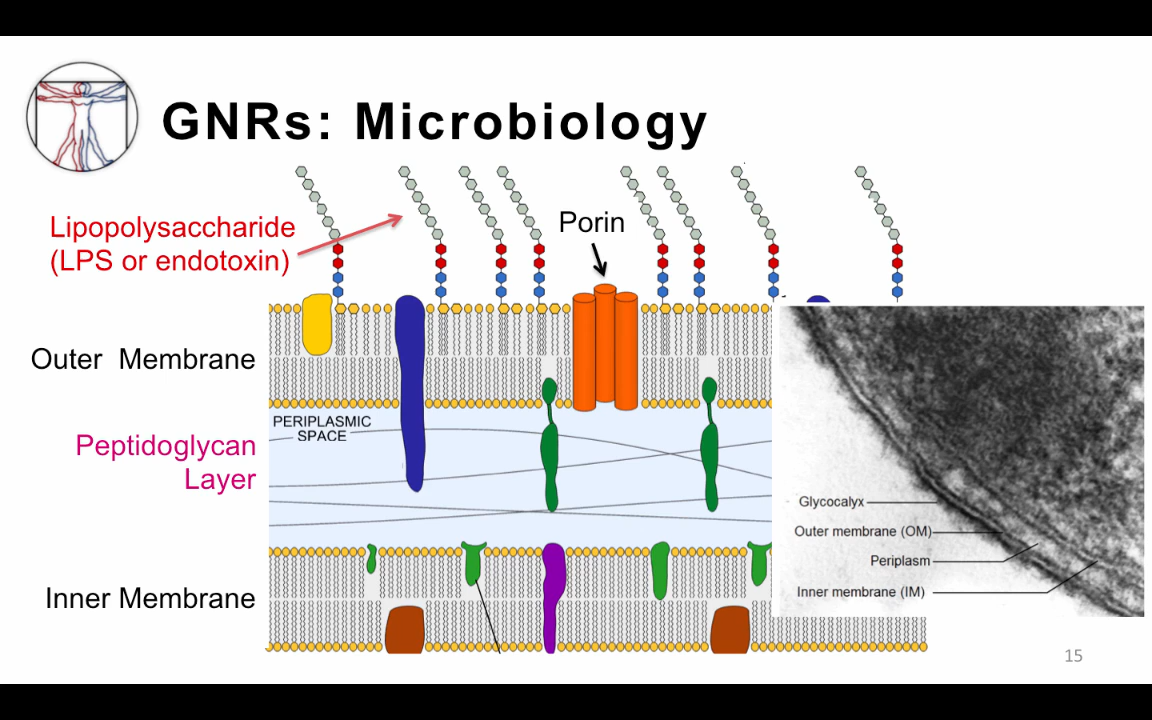 GNRs: Microbiology
Lipopolysaccharide
(LPS or endotoxin)
Porin
Outer Membrane
PERIPLASMIC
SPACE
Peptidoglycan
Layer
Inner Membrane
Glycocalyx
Outer membrane (OM)
Periplasm
Inner membrane (IM)
15